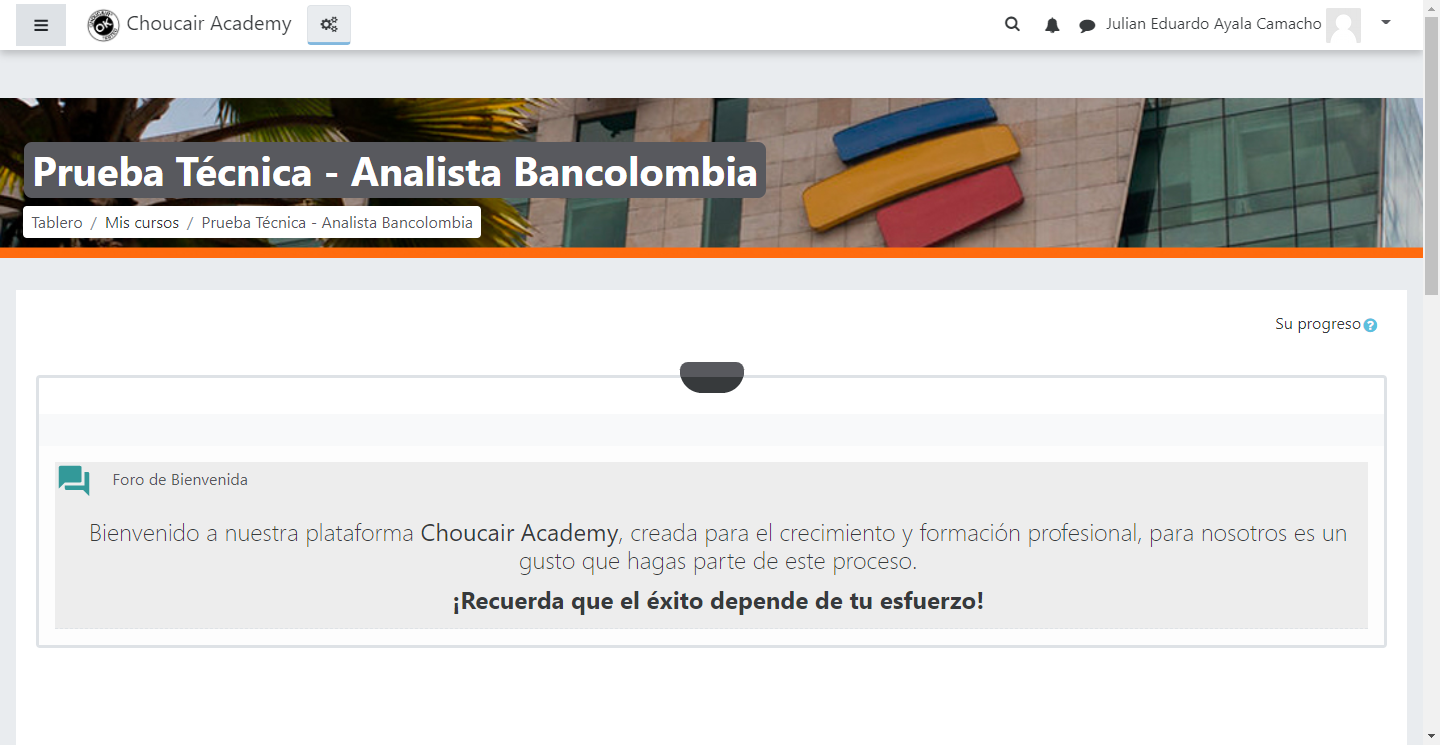 Choucair Academy
Julian Eduardo Ayala Camacho
Prueba Técnica - Analista Bancolombia
Tablero / Mis cursos / Prueba Técnica - Analista Bancolombia
Su progreso
Foro de Bienvenida
Bienvenido a nuestra plataforma Choucair Academy, creada para el crecimiento y formación profesional, para nosotros es un
gusto que hagas parte de este proceso.
¡Recuerda que el éxito depende de tu esfuerzo!